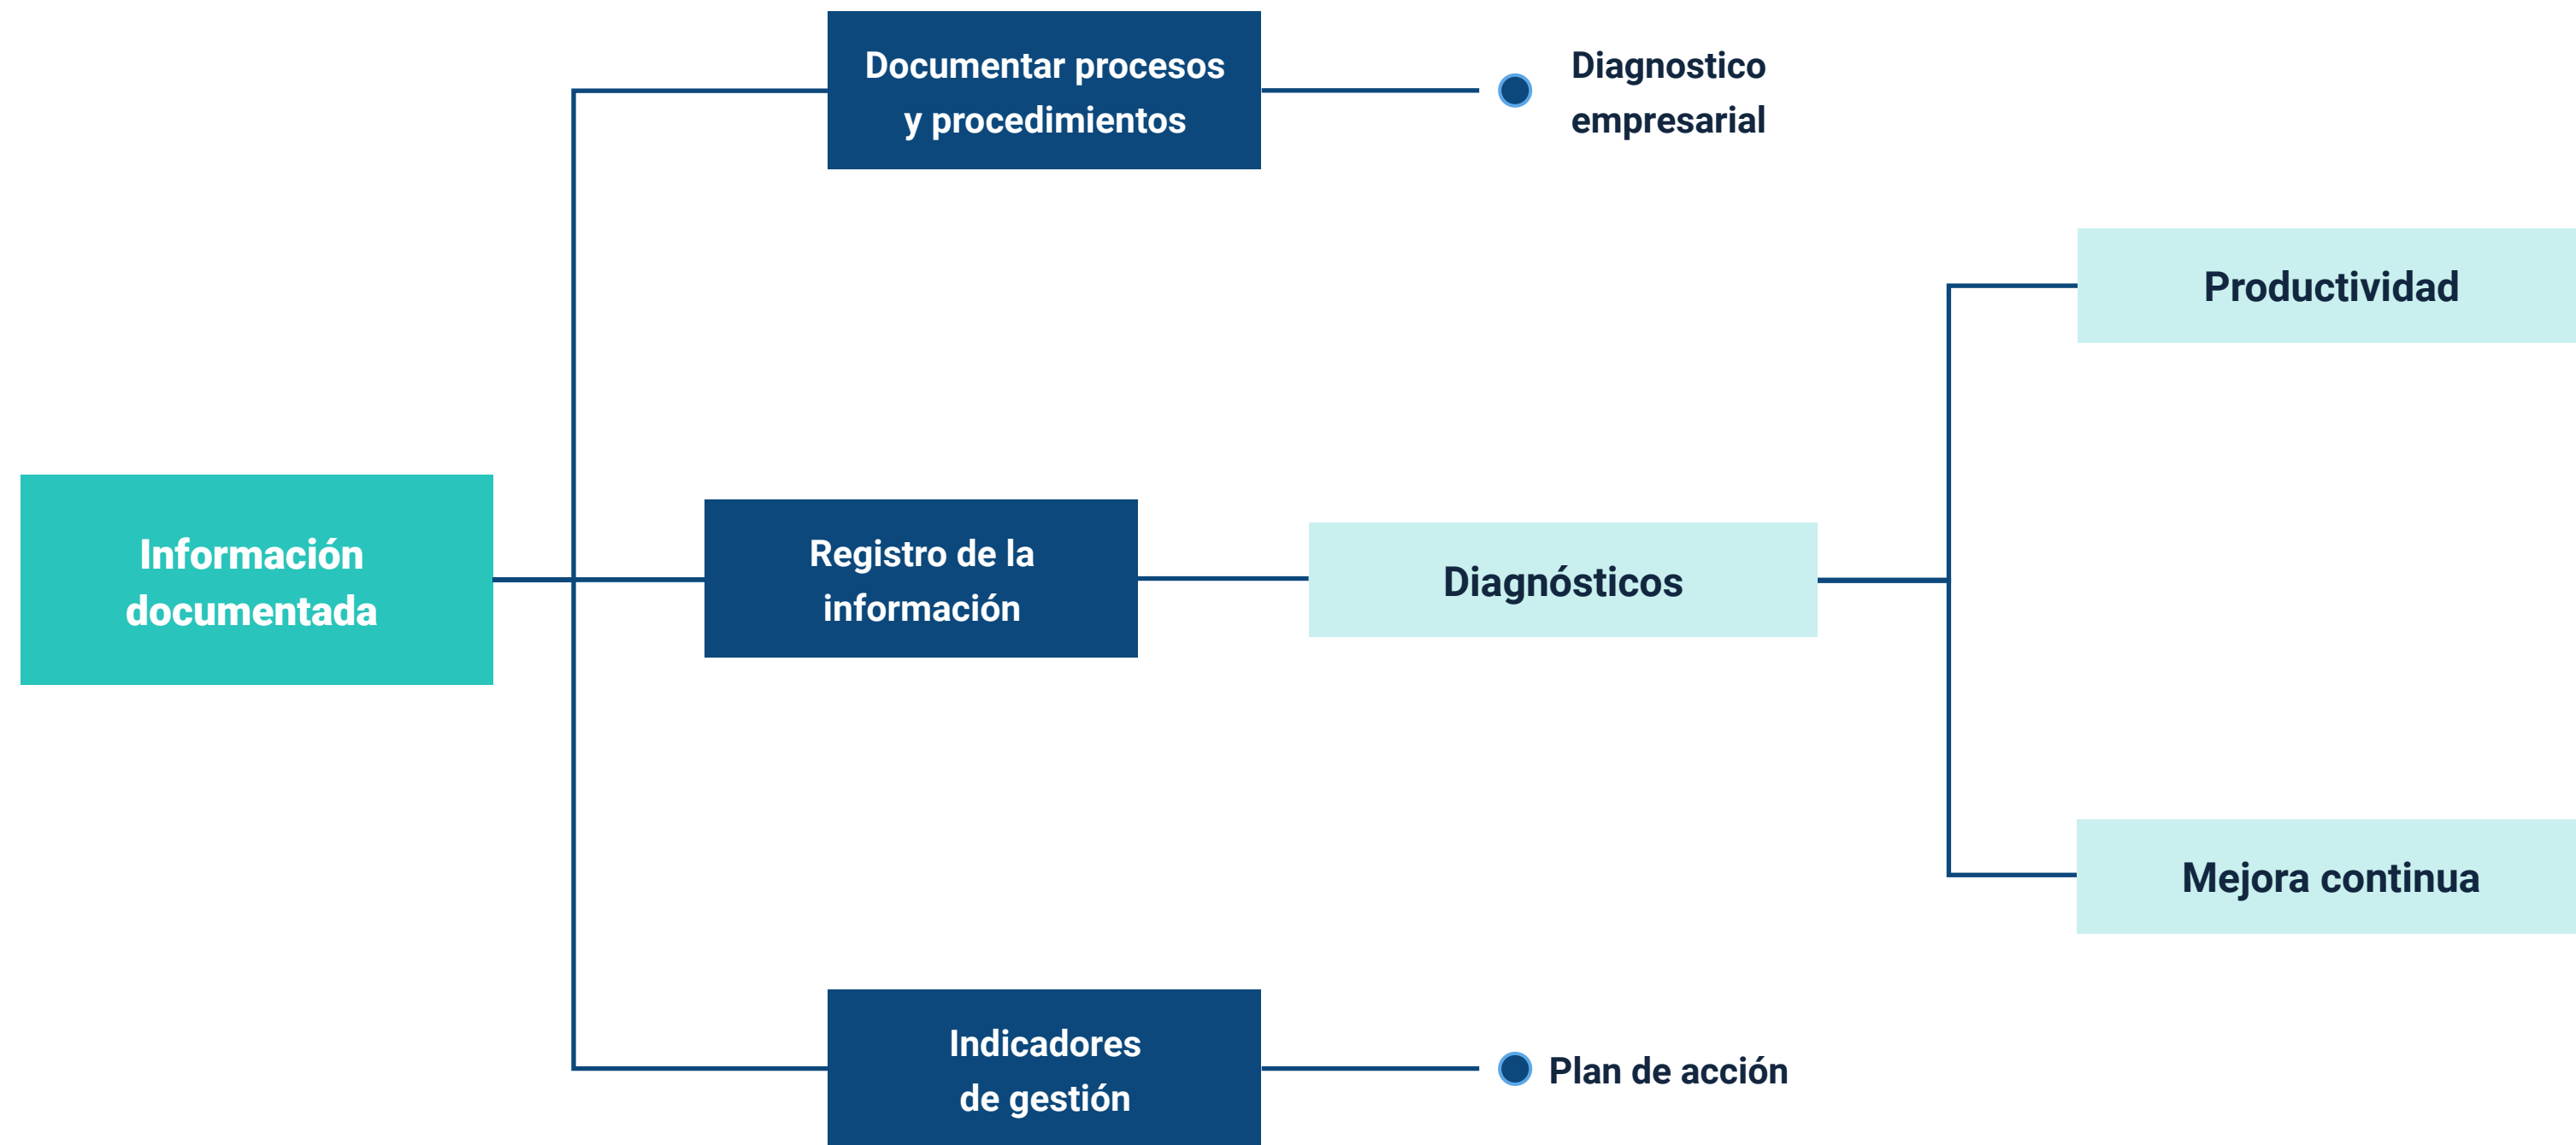 Documentar procesos
y procedimientos
Diagnostico
empresarial
Productividad
Información
documentada
Registro de la
información
Diagnósticos
Mejora continua
Indicadores
de gestión
Plan de acción